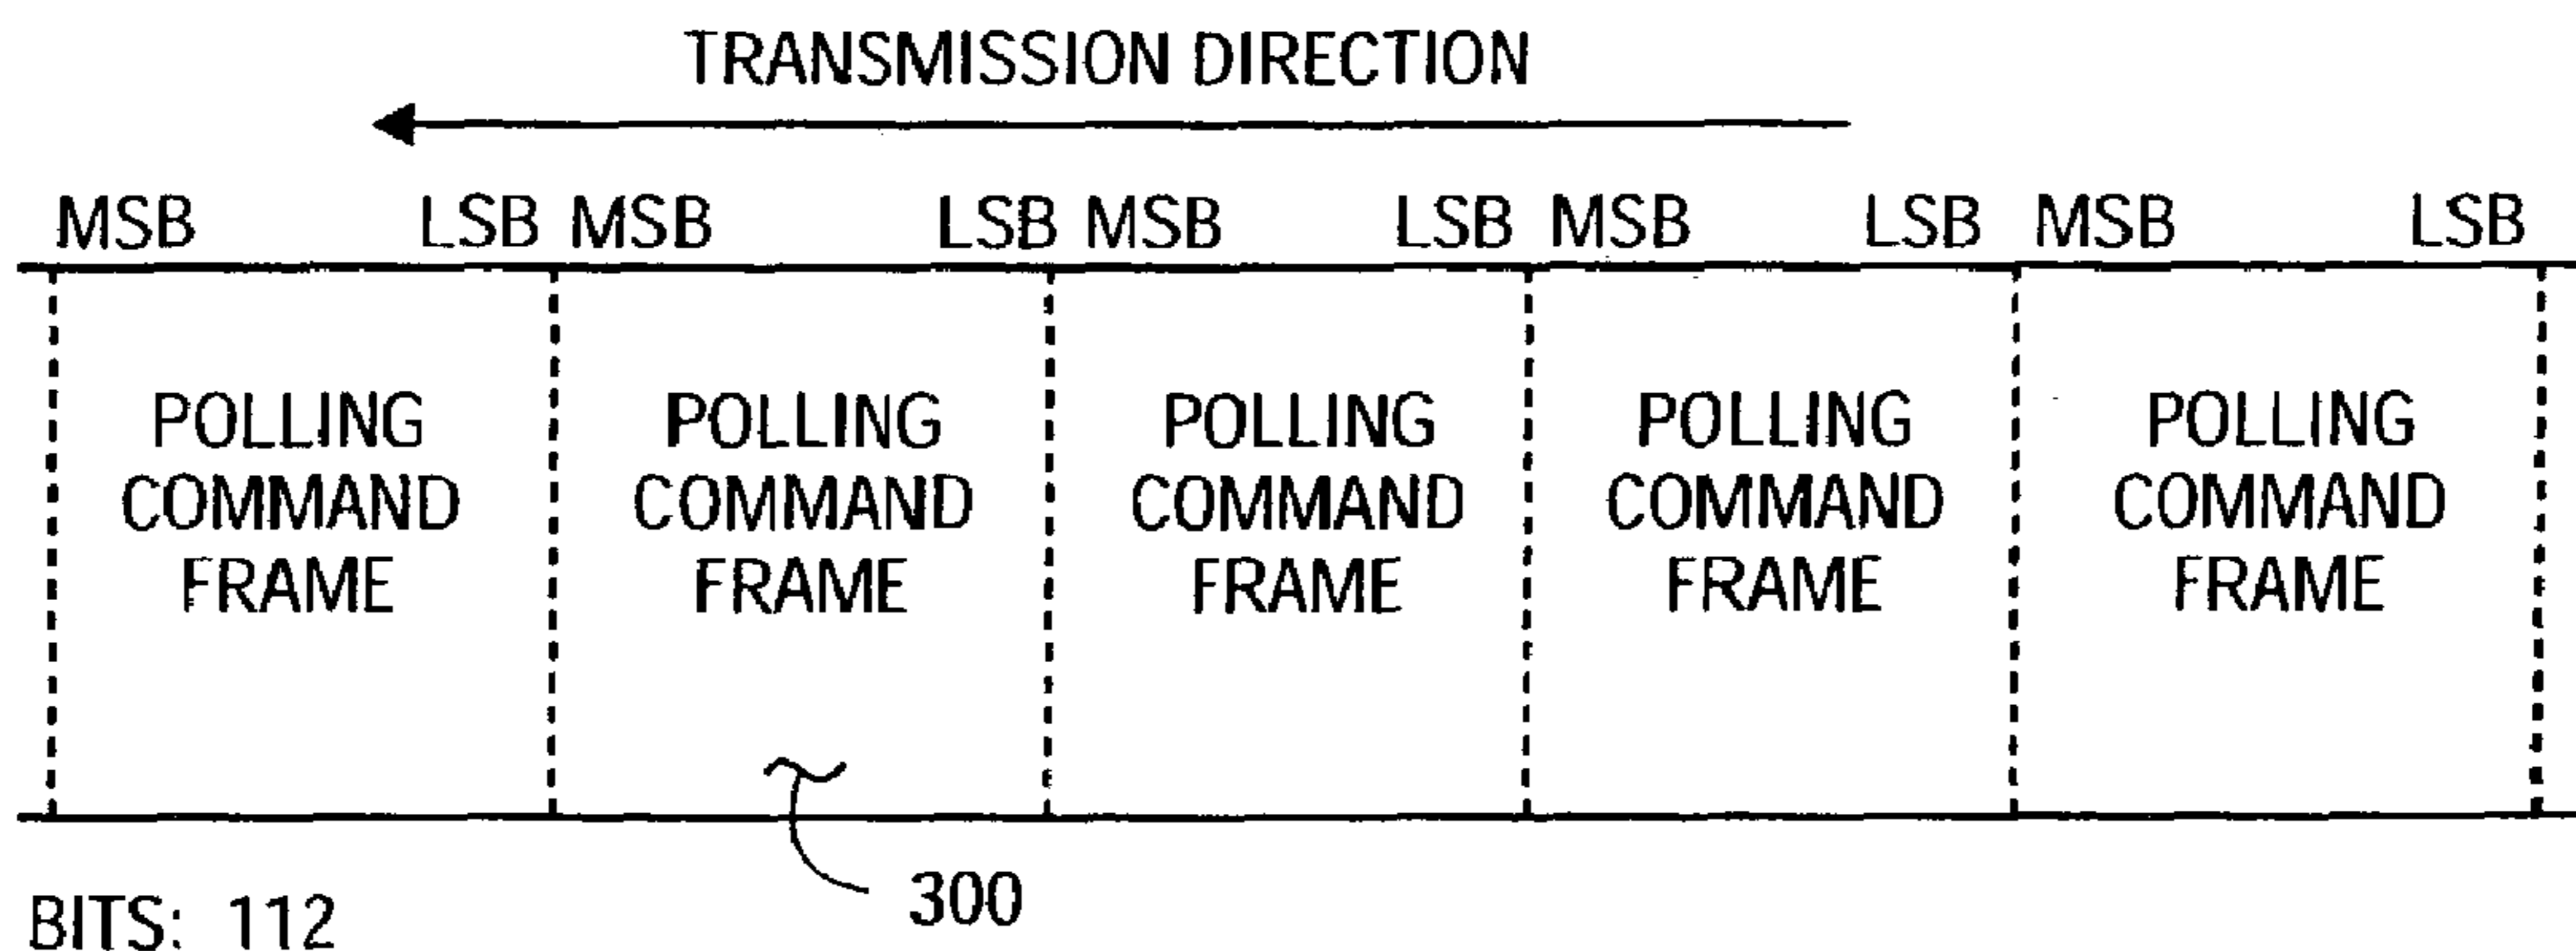 TRANSMISSION DIRECTION
MSB LSB MSB LSB MSB LSB MSB LSB MSB LSB
POLLING POLLING POLLING POLLING POLLING
COMMAND COMMAND COMMAND COMMAND COMMAND
FRAME FRAME FRAME FRAME FRAME
300
BITS: 112